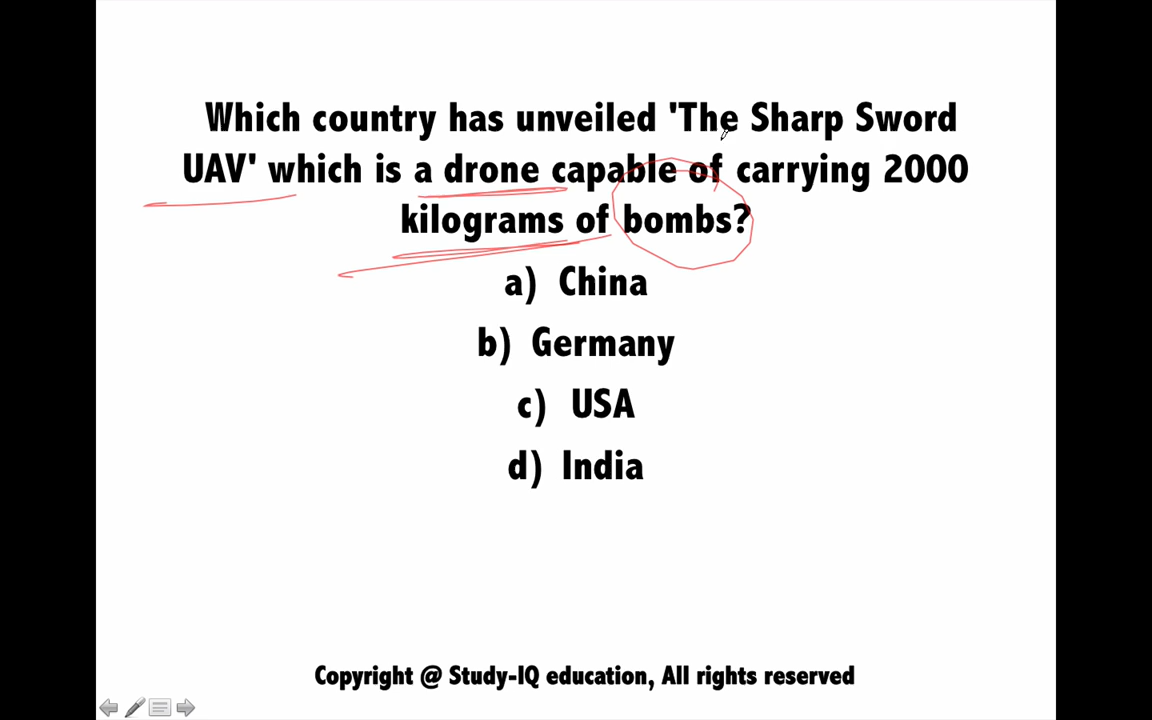 Which country has unveiled 'The Sharp Sword
UAV' which is a drone capable of carrying 2000
kilograms of bombs?
a) China
b) Germany
c) USA
d) India
Copyright @ Study-IQ education, All rights reserved